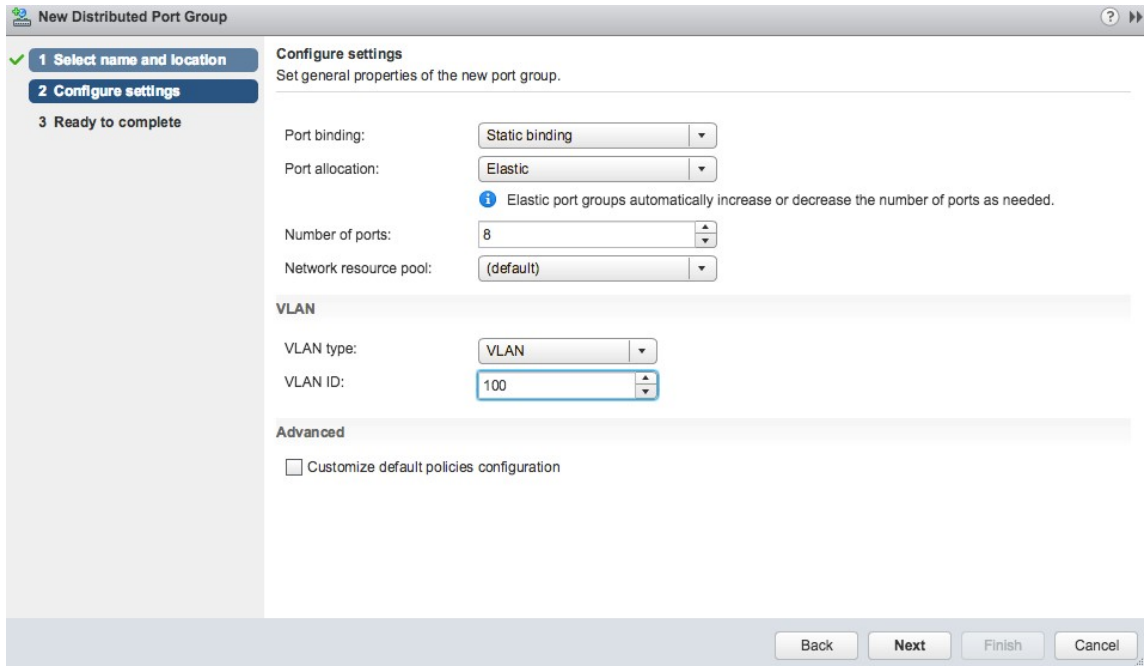 New Distributed Port Group
?
1 Select name and location
2 Configure settings
3 Ready to complete
Configure settings
Set general properties of the new port group.
Port binding: Static binding
Port allocation: Elastic
Elastic port groups automatically increase or decrease the number of ports as needed.
Number of ports: 8
Network resource pool: (default)
VLAN
VLAN type: VLAN
VLAN ID: 100
Advanced
Customize default policies configuration
Back Next Finish Cancel